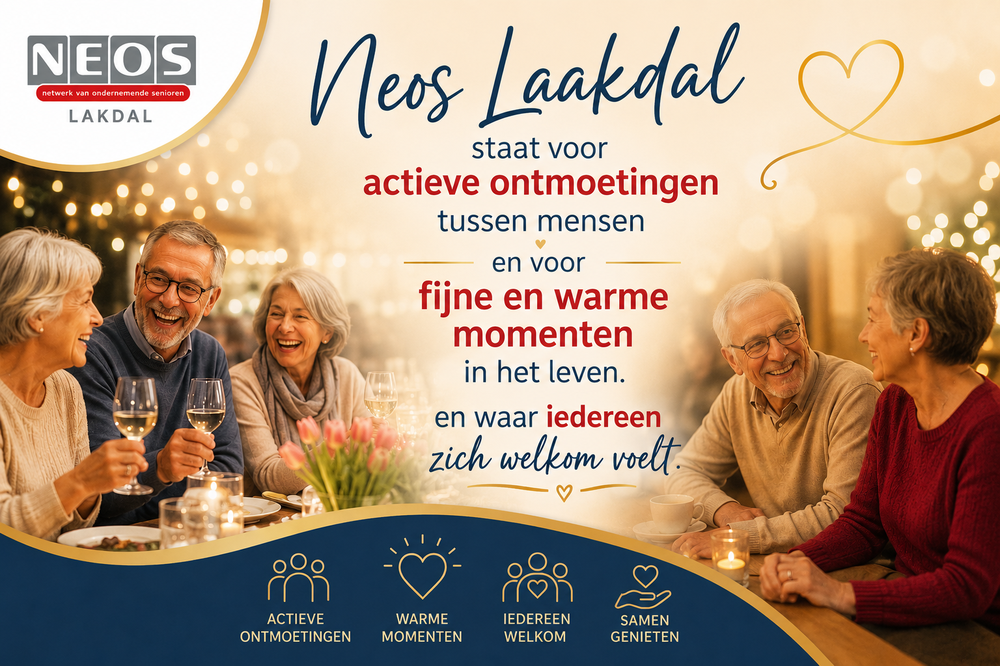 NEOS
netwerk van ondernemende senioren
LAKDAL
Neos Laakdal
staat voor
actieve ontmoetingen
tussen mensen
en voor
fijne en warme
momenten
in het leven.
en waar iedereen
zich welkom voelt.
ACTIEVE
ONTMOETINGEN
WARME
MOMENTEN
IEDEREEN
WELKOM
SAMEN
GENIETEN